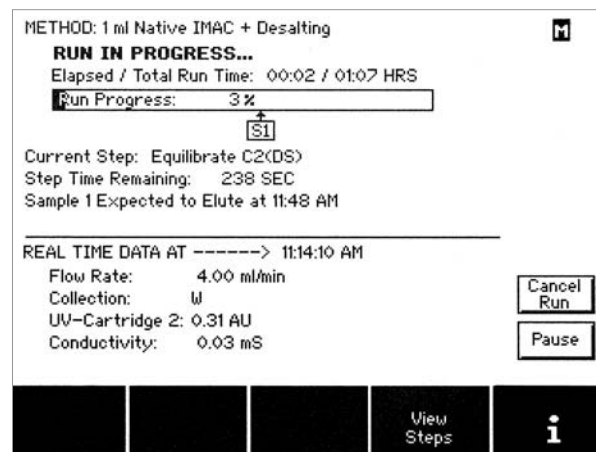 METHOD: 1 ml Native IMAC + Desalting
M
RUN IN PROGRESS...
Elapsed / Total Run Time: 00:02 / 01:07 HRS
Run Progress: 3%
S1
Current Step: Equilibrate C2(DS)
Step Time Remaining: 238 SEC
Sample 1 Expected to Elute at 11:48 AM
REAL TIME DATA AT ------> 11:14:10 AM
Flow Rate: 4.00 ml/min
Collection: W
UV-Cartridge 2: 0.31 AU
Conductivity: 0.03 mS
Cancel
Run
Pause
View
Steps
i